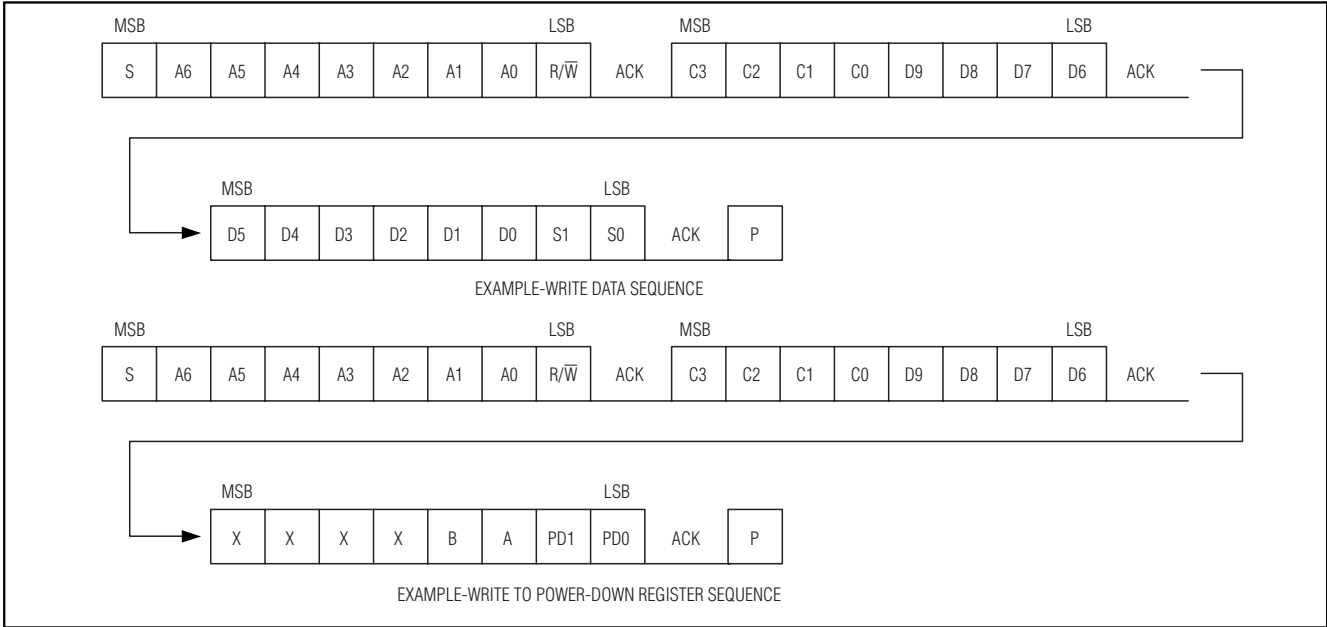 MSB LSB MSB LSB
S A6 A5 A4 A3 A2 A1 A0 R/W̅ ACK C3 C2 C1 C0 D9 D8 D7 D6 ACK
MSB LSB
D5 D4 D3 D2 D1 D0 S1 S0 ACK P
EXAMPLE-WRITE DATA SEQUENCE
MSB LSB MSB LSB
S A6 A5 A4 A3 A2 A1 A0 R/W̅ ACK C3 C2 C1 C0 D9 D8 D7 D6 ACK
MSB LSB
X X X X B A PD1 PD0 ACK P
EXAMPLE-WRITE TO POWER-DOWN REGISTER SEQUENCE